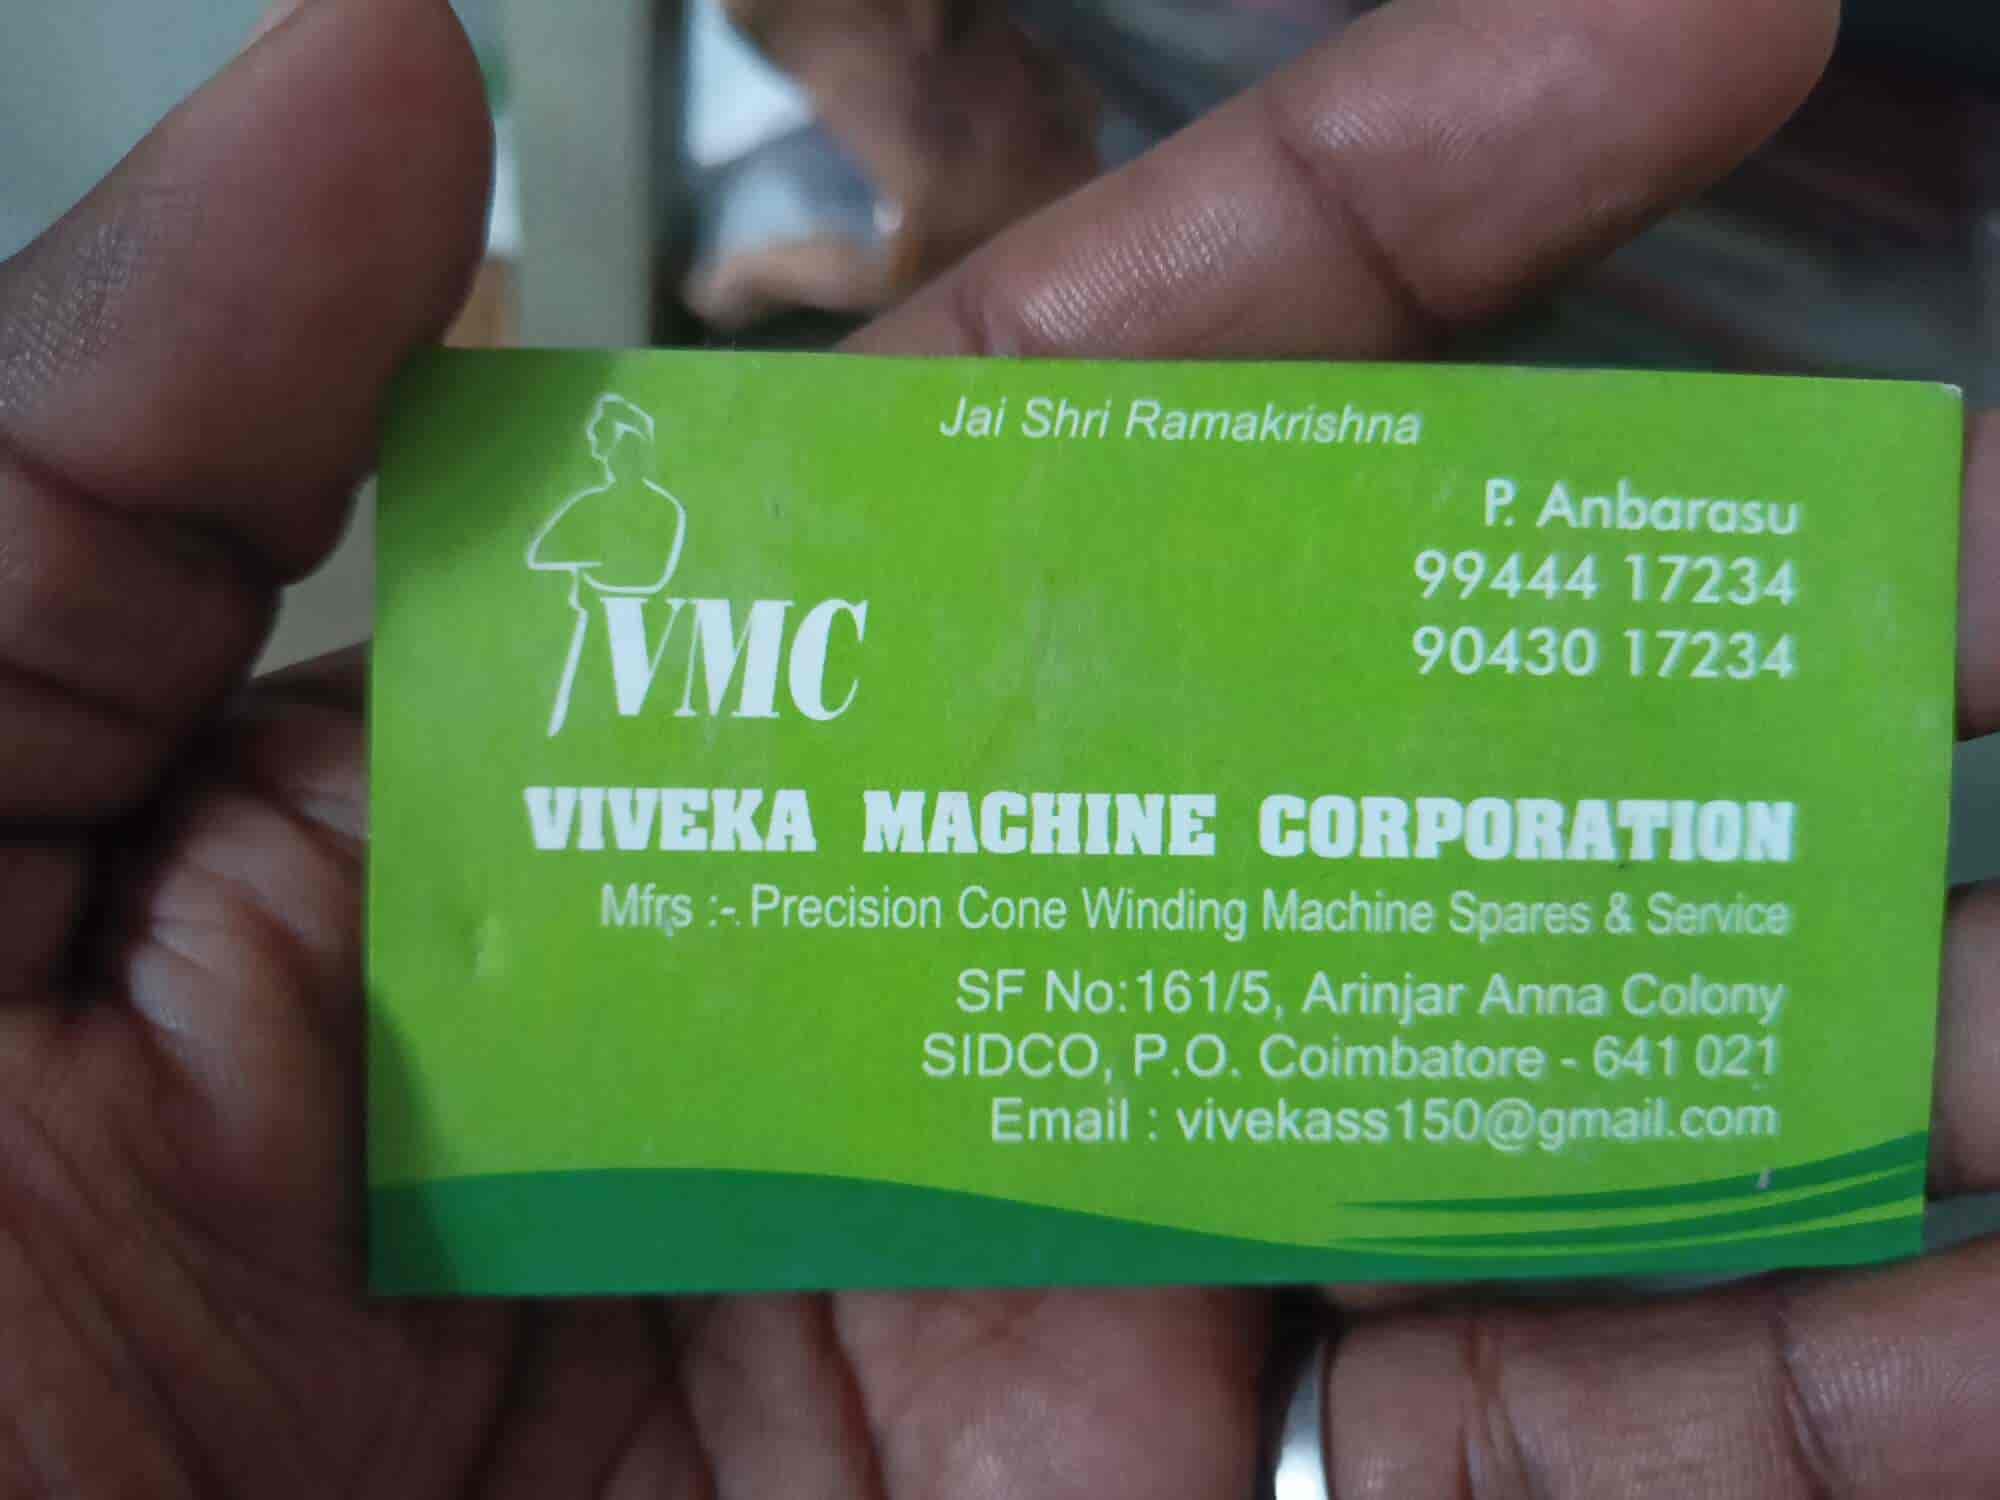 Jai Shri Ramakrishna
P. Anbarasu
99444 17234
90430 17234
VMC
VIVEKA MACHINE CORPORATION
Mfrs :- Precision Cone Winding Machine Spares & Service
SF No:161/5, Arinjar Anna Colony
SIDCO, P.O. Coimbatore - 641 021
Email : vivekass150@gmail.com